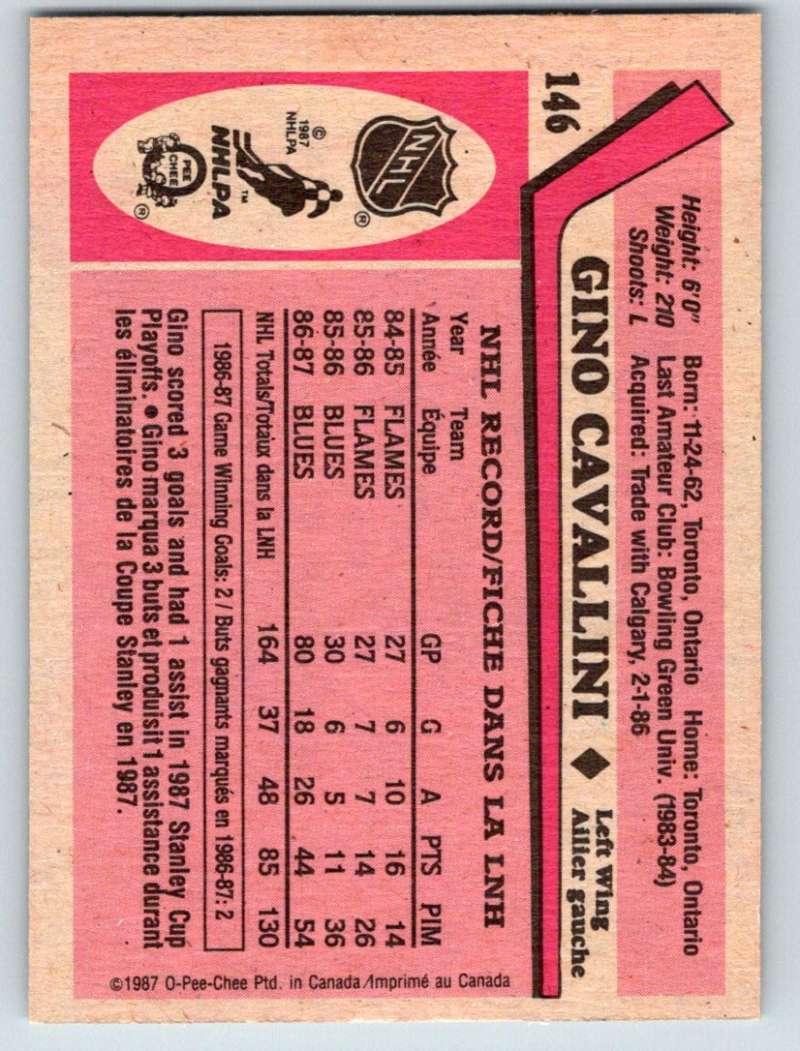 146
Height: 6'0" Born: 11-24-62, Toronto, Ontario Home: Toronto, Ontario
Weight: 210 Last Amateur Club: Bowling Green Univ. (1983-84)
Shoots: L Acquired: Trade with Calgary, 2-1-86
GINO CAVALLINI ◆ Left Wing
Ailier gauche
NHL
®
© 1987
NHLPA
™
NHLPA
O
PEE
CHEE
®
NHL RECORD/FICHE DANS LA LNH
Year Team
Année Équipe GP G A PTS PIM
84-85 FLAMES 27 6 10 16 14
85-86 FLAMES 27 7 7 14 26
85-86 BLUES 30 6 5 11 36
86-87 BLUES 80 18 26 44 54
NHL Totals/Totaux dans la LNH 164 37 48 85 130
1986-87 Game Winning Goals: 2 / Buts gagnants marqués en 1986-87: 2
Gino scored 3 goals and had 1 assist in 1987 Stanley Cup
Playoffs. ● Gino marqua 3 buts et produisit 1 assistance durant
les éliminatoires de la Coupe Stanley en 1987.
©1987 O-Pee-Chee Ptd. in Canada/Imprimé au Canada